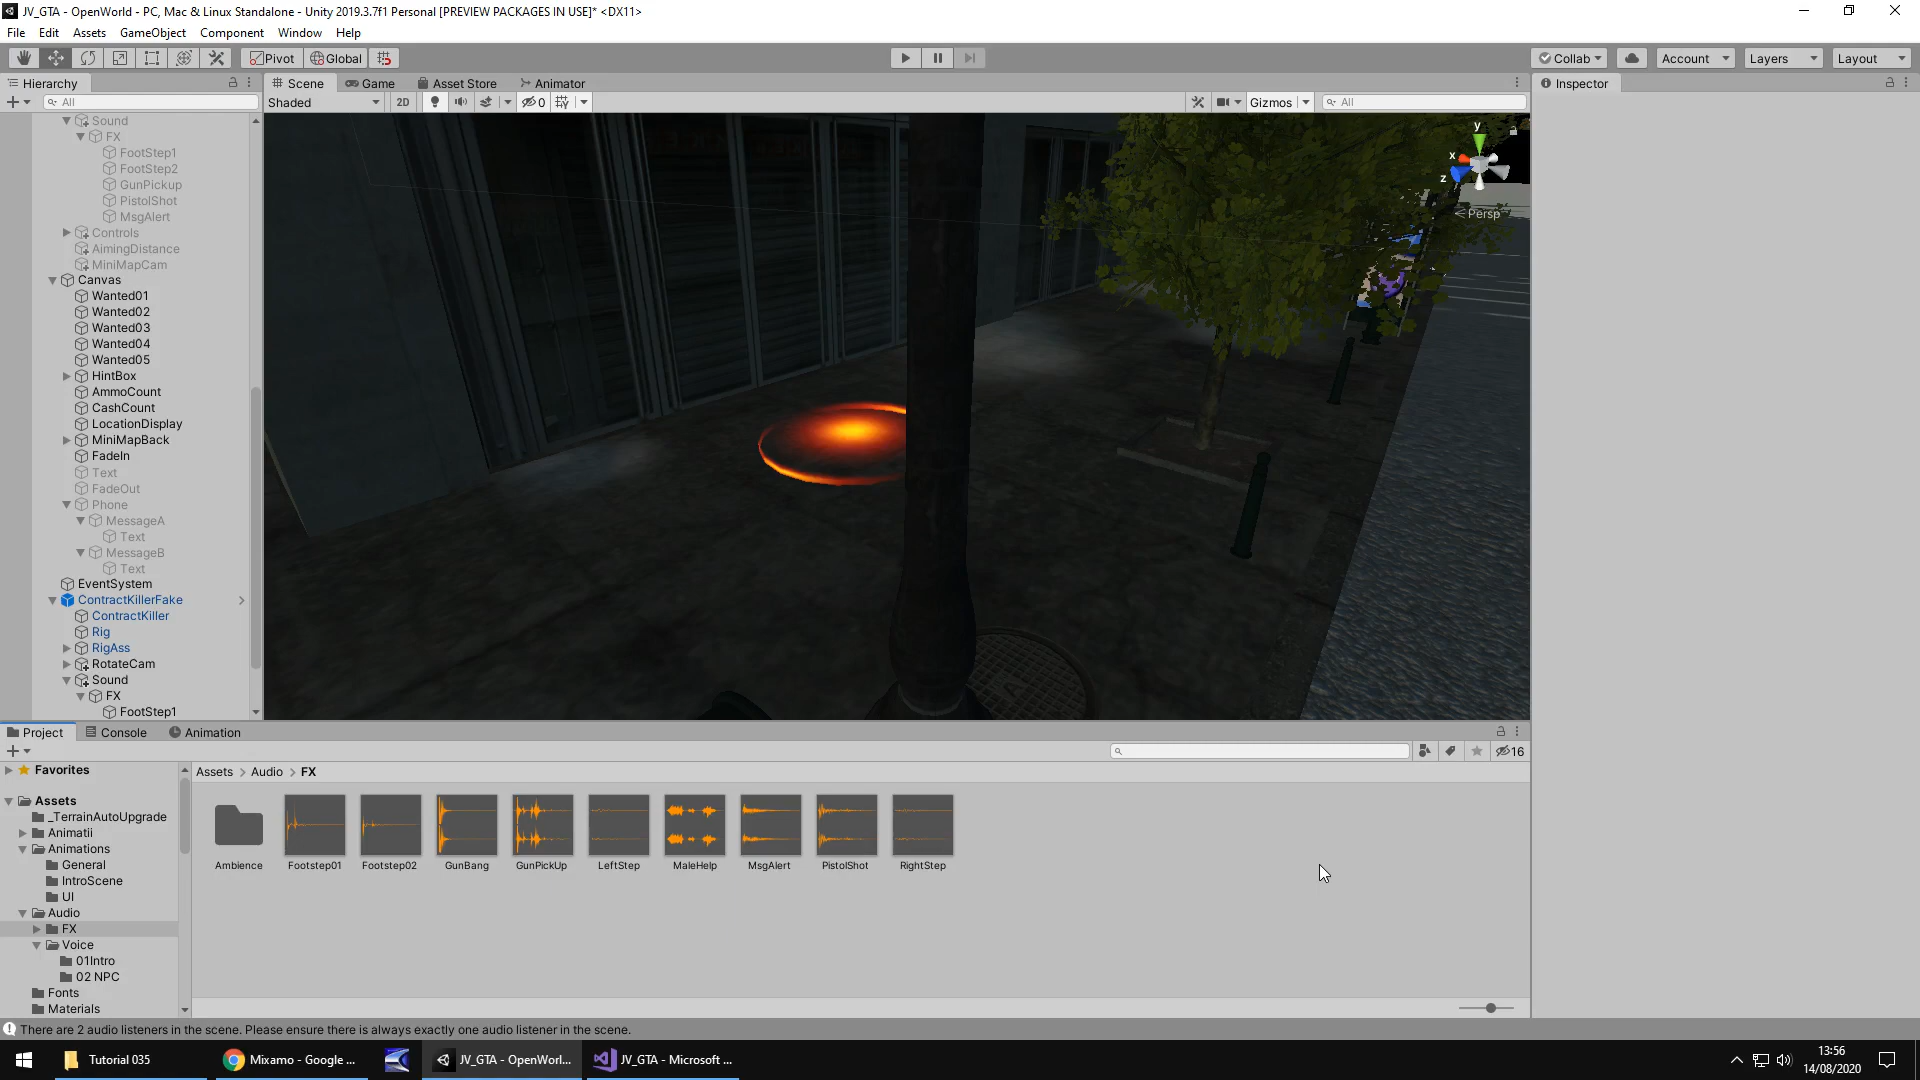 JV_GTA - OpenWorld - PC, Mac & Linux Standalone - Unity 2019.3.7f1 Personal [PREVIEW PACKAGES IN USE]* <DX11>
File Edit Assets GameObject Component Window Help
Pivot Global Collab Account Layers Layout
Hierarchy Scene Game Asset Store Animator Inspector
All Shaded 2D 0 Gizmos All
Sound
FX
FootStep1
FootStep2
GunPickup
PistolShot
MsgAlert
Controls
AimingDistance
MiniMapCam
Canvas
Wanted01
Wanted02
Wanted03
Wanted04
Wanted05
HintBox
AmmoCount
CashCount
LocationDisplay
MiniMapBack
FadeIn
Text
FadeOut
Phone
MessageA
Text
MessageB
Text
EventSystem
ContractKillerFake
ContractKiller
Rig
RigAss
RotateCam
Sound
FX
FootStep1
y
x
z
Persp
Project Console Animation
16
Favorites
Assets
_TerrainAutoUpgrade
Animatii
Animations
General
IntroScene
UI
Audio
FX
Voice
01Intro
02 NPC
Fonts
Materials
Assets > Audio > FX
Ambience Footstep01 Footstep02 GunBang GunPickUp LeftStep MaleHelp MsgAlert PistolShot RightStep
There are 2 audio listeners in the scene. Please ensure there is always exactly one audio listener in the scene.
Tutorial 035 Mixamo - Google ... JV_GTA - OpenWorl... JV_GTA - Microsoft ...
13:56
14/08/2020